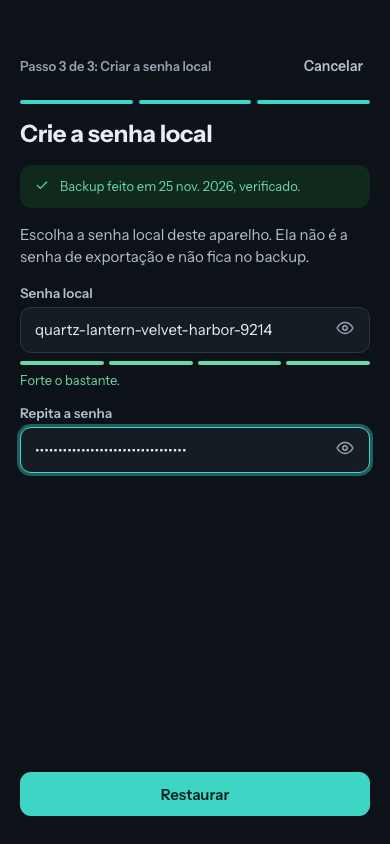 Passo 3 de 3: Criar a senha local
Cancelar
Crie a senha local
Backup feito em 25 nov. 2026, verificado.
Escolha a senha local deste aparelho. Ela não é a
senha de exportação e não fica no backup.
Senha local
quartz-lantern-velvet-harbor-9214
Forte o bastante.
Repita a senha
•••••••••••••••••••••••••••••••••
Restaurar